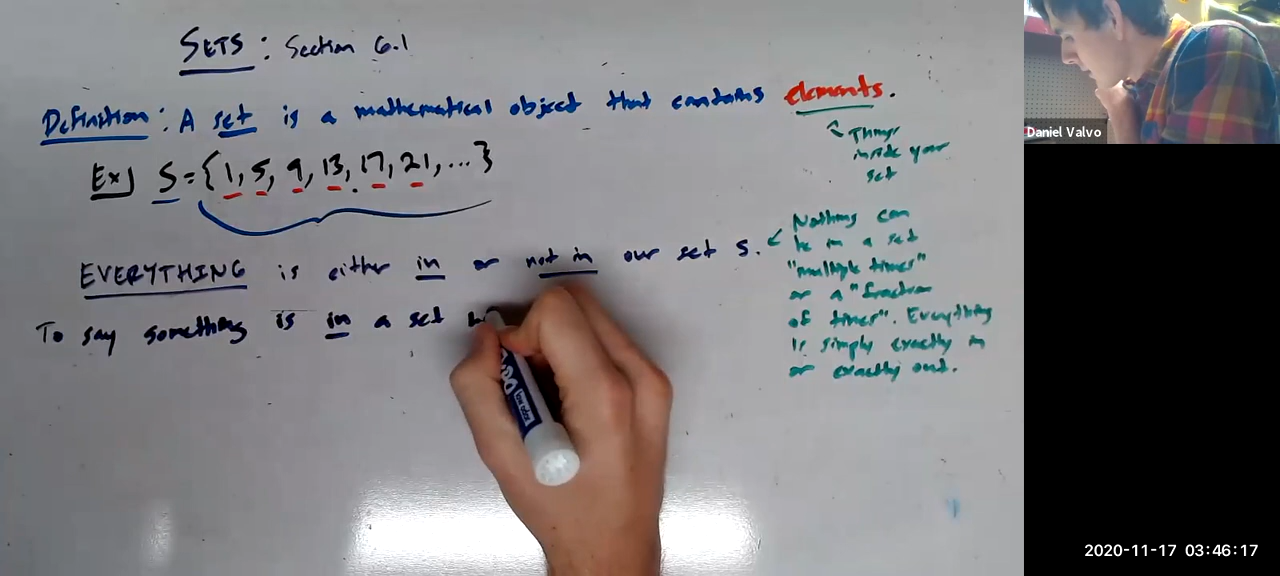 SETS: Section 6.1
Definition: A set is a mathematical object that contains elements.
Things
inside your
set
Ex] S = {1, 5, 9, 13, 17, 21, ...}
EVERYTHING is either in or not in our set S.
Nothing can
be in a set
"multiple times"
or a "fraction
of times". Everything
is simply exactly in
or exactly out.
To say something is in a set
Daniel Valvo
2020-11-17 03:46:17